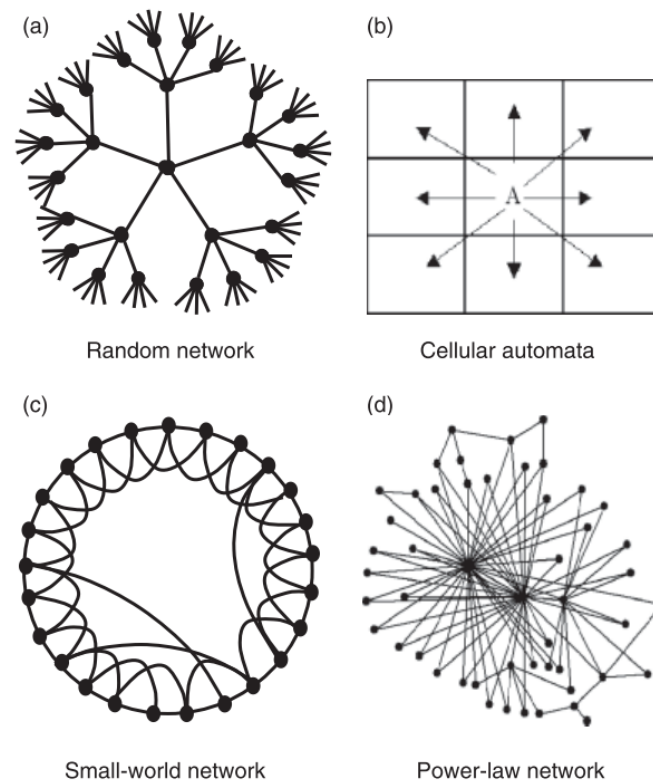 (a)
(b)
A
Random network
Cellular automata
(c)
(d)
Small-world network
Power-law network